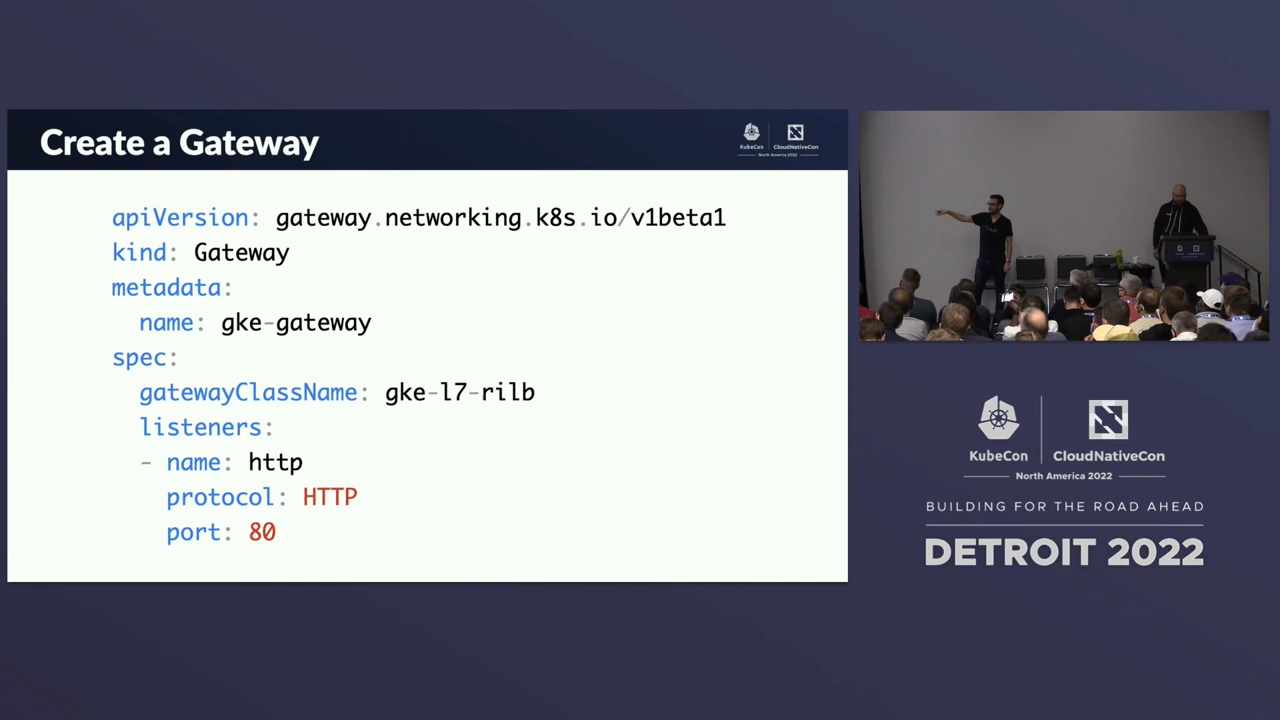 Create a Gateway
KubeCon
CloudNativeCon
North America 2022
apiVersion: gateway.networking.k8s.io/v1beta1
kind: Gateway
metadata:
  name: gke-gateway
spec:
  gatewayClassName: gke-l7-rilb
  listeners:
  - name: http
    protocol: HTTP
    port: 80
KubeCon
CloudNativeCon
North America 2022
BUILDING FOR THE ROAD AHEAD
DETROIT 2022